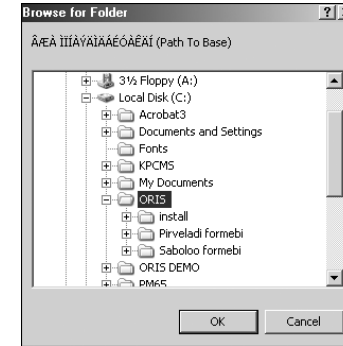 Browse for Folder
ÂÆÀ ÌÏÍÀÝÄÌÄÁÉÓÀÊÄÍ (Path To Base)
3½ Floppy (A:)
Local Disk (C:)
Acrobat3
Documents and Settings
Fonts
KPCMS
My Documents
ORIS
install
Pirveladi formebi
Saboloo formebi
ORIS DEMO
PM65
OK
Cancel